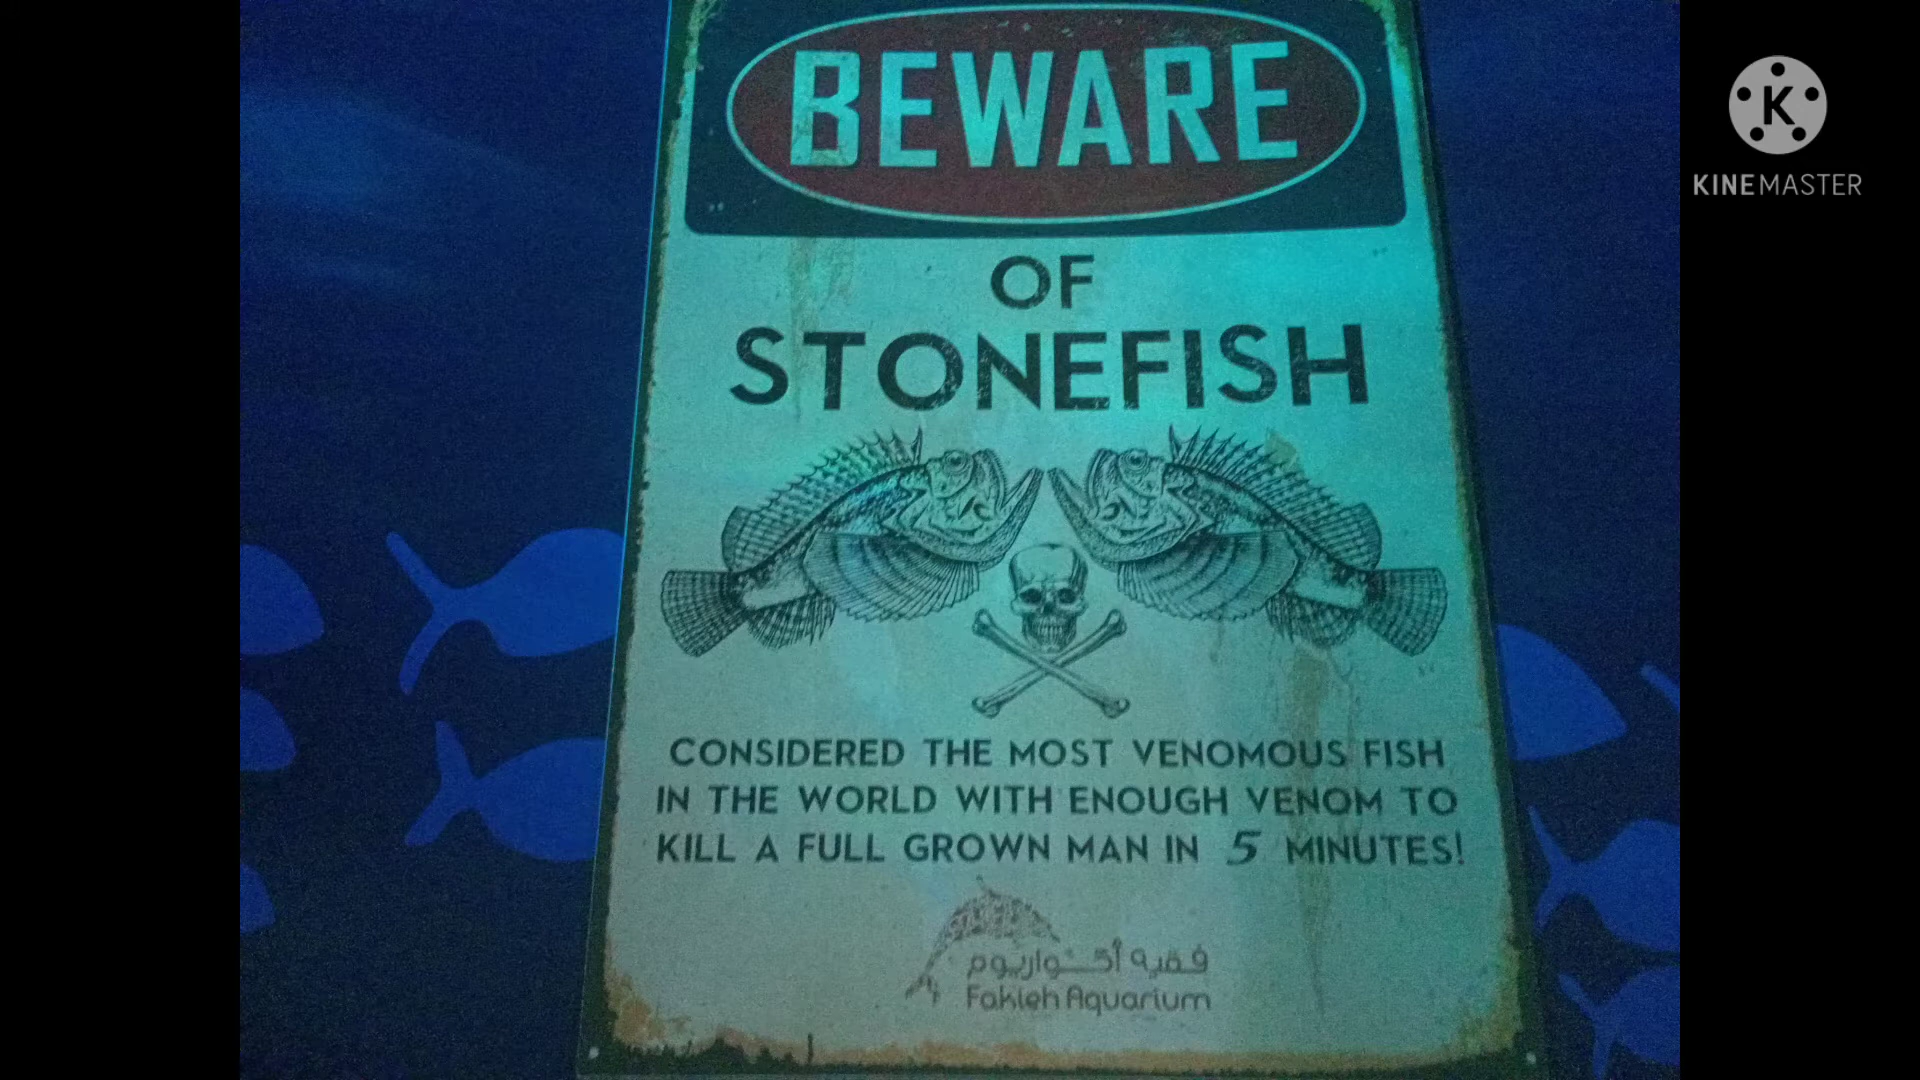 BEWARE
OF
STONEFISH
CONSIDERED THE MOST VENOMOUS FISH
IN THE WORLD WITH ENOUGH VENOM TO
KILL A FULL GROWN MAN IN 5 MINUTES!
فقيه أكواريوم
Fakieh Aquarium
K
KINEMASTER